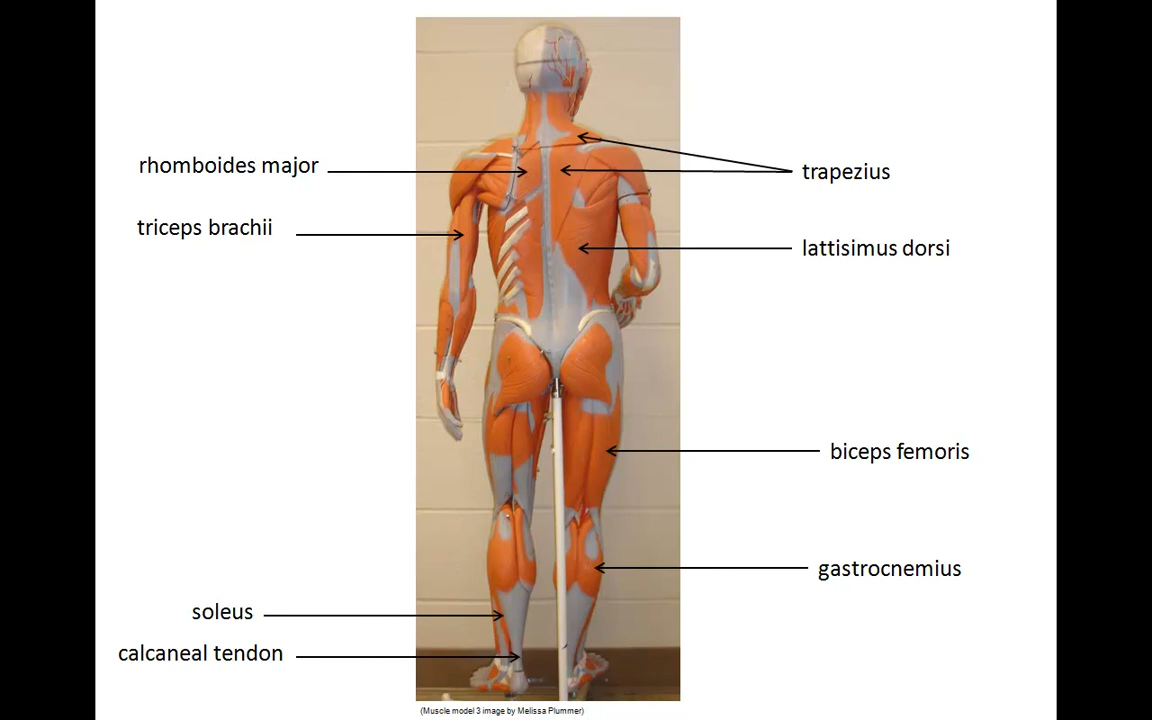 rhomboides major
trapezius
triceps brachii
lattisimus dorsi
biceps femoris
gastrocnemius
soleus
calcaneal tendon
(Muscle model 3 image by Melissa Plummer)